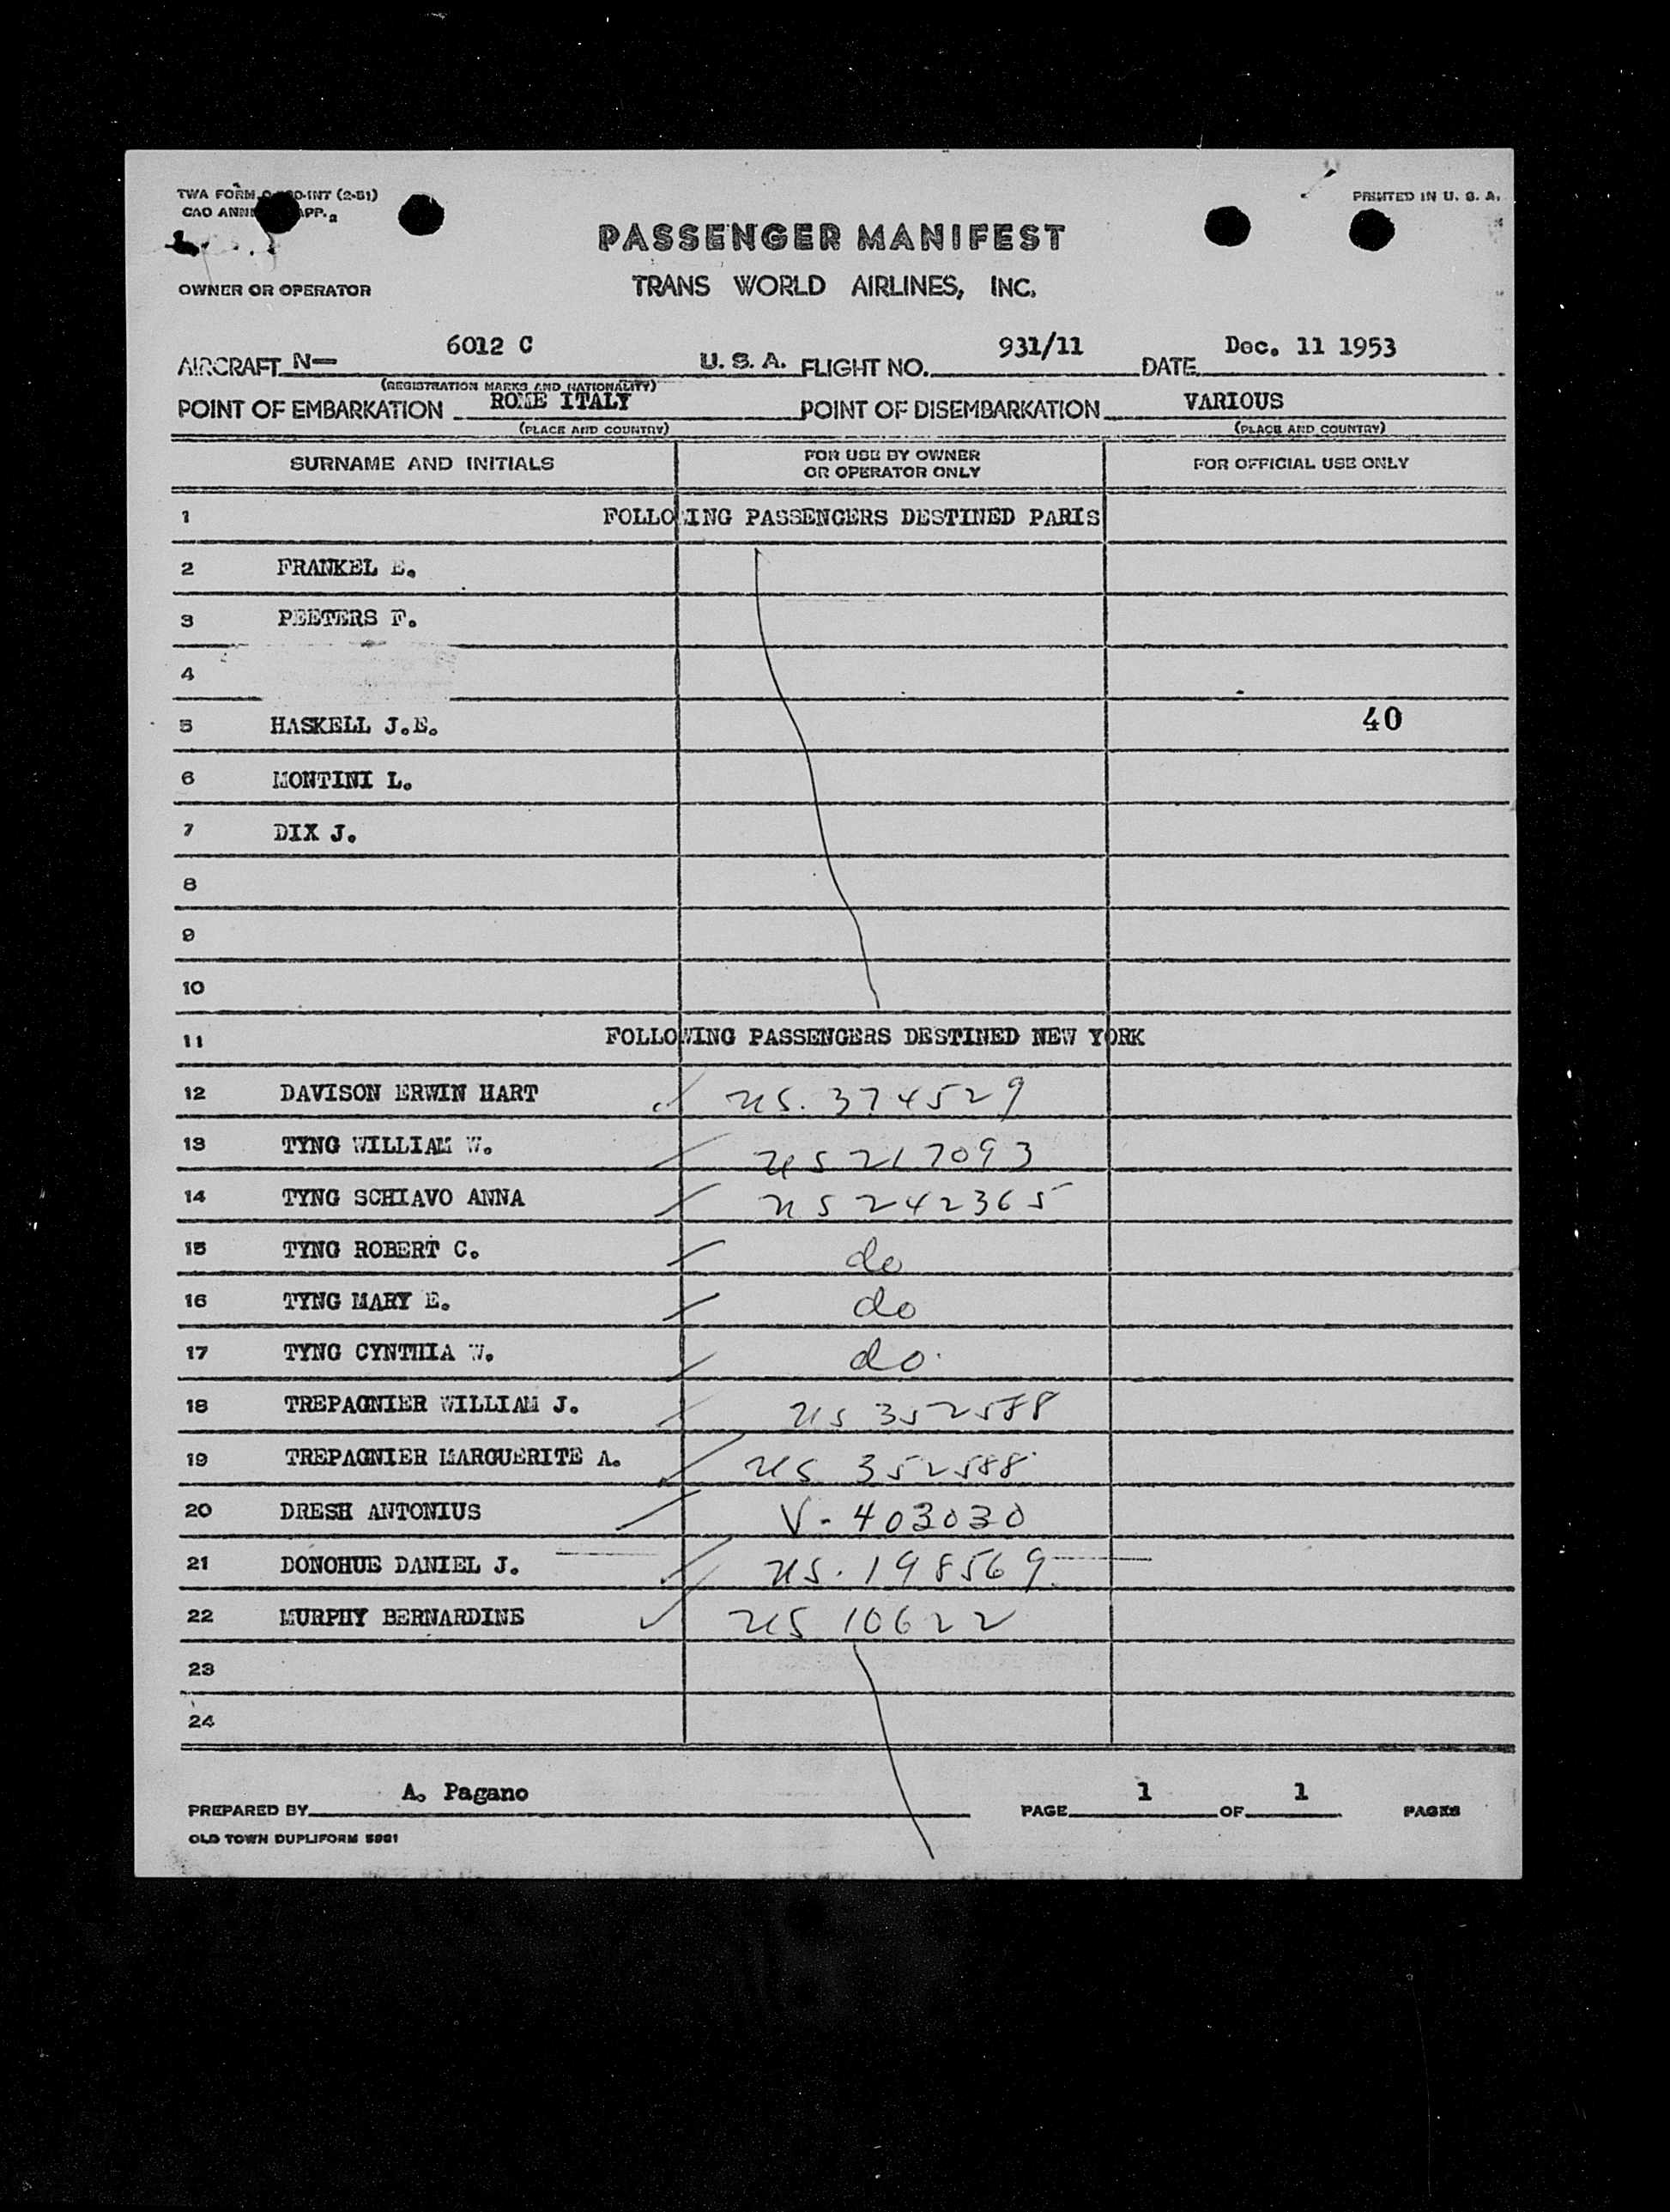 TWA FORM
PRINTED IN U. S. A.
PASSENGER MANIFEST
OWNER OR OPERATOR
TRANS WORLD AIRLINES, INC.
AIRCRAFT N— 6012 C U. S. A. FLIGHT NO. 931/11 DATE Dec. 11 1953
(REGISTRATION MARKS AND NATIONALITY)
POINT OF EMBARKATION ROME ITALY POINT OF DISEMBARKATION VARIOUS
(PLACE AND COUNTRY) (PLACE AND COUNTRY)
SURNAME AND INITIALS FOR USE BY OWNER OR OPERATOR ONLY FOR OFFICIAL USE ONLY
1 FOLLOWING PASSENGERS DESTINED PARIS
2 FRANKEL E.
3 PEETERS F.
4
5 HASKELL J.E. 40
6 MONTINI L.
7 DIX J.
8
9
10
11 FOLLOWING PASSENGERS DESTINED NEW YORK
12 DAVISON ERWIN HART US. 374529
13 TYNG WILLIAM W. US 217093
14 TYNG SCHIAVO ANNA US 242365
15 TYNG ROBERT C. do
16 TYNG MARY E. do
17 TYNG CYNTHIA W. do.
18 TREPAGNIER WILLIAM J. US 352588
19 TREPAGNIER MARGUERITE A. US 352588
20 DRESH ANTONIUS V- 403030
21 DONOHUE DANIEL J. US. 198569
22 MURPHY BERNARDINE US 10622
23
24
PREPARED BY A. Pagano PAGE 1 OF 1 PAGES
OLD TOWN DUPLIFORM